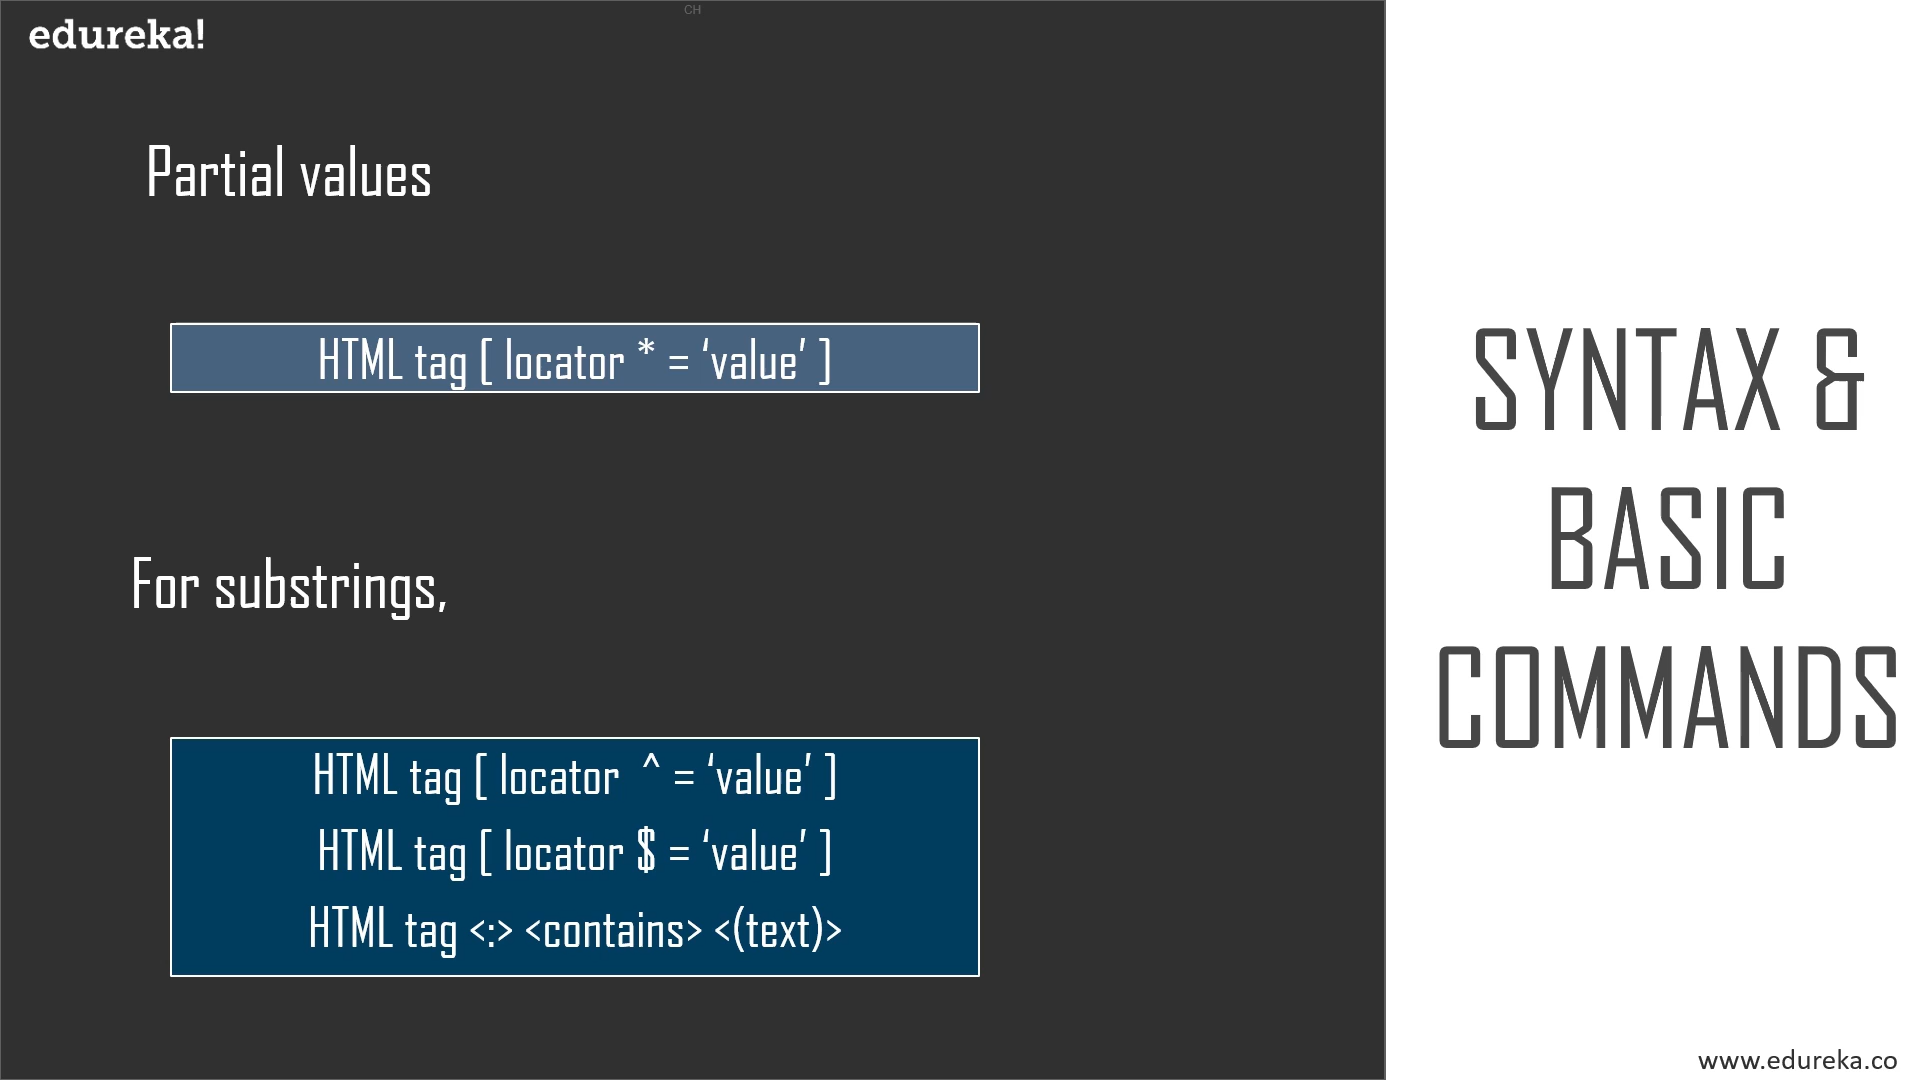 CH
edureka!
Partial values
HTML tag [ locator * = ‘value’ ]
For substrings,
HTML tag [ locator ^ = ‘value’ ]
HTML tag [ locator $ = ‘value’ ]
HTML tag <:> <contains> <(text)>
SYNTAX &
BASIC
COMMANDS
www.edureka.co